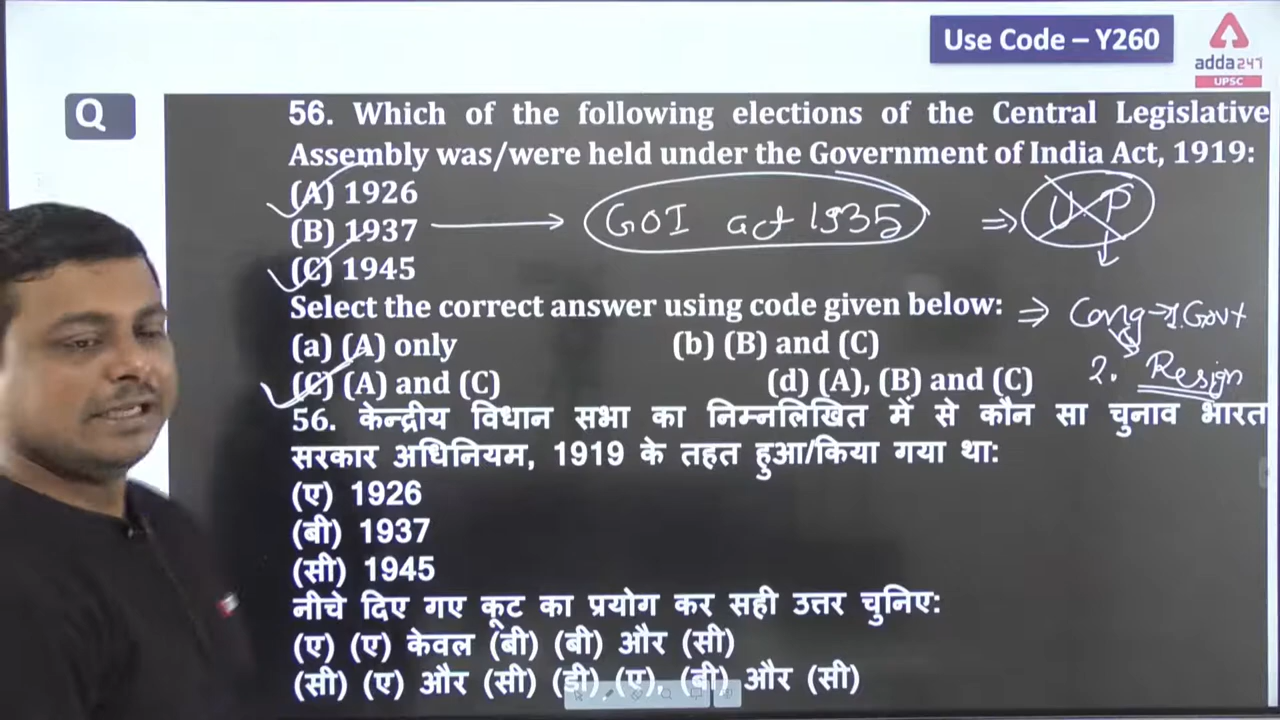 Use Code – Y260
adda247
UPSC
Q
56. Which of the following elections of the Central Legislative
Assembly was/were held under the Government of India Act, 1919:
(A) 1926
(B) 1937 → GOI act 1935 ⇒ UP
(C) 1945
Select the correct answer using code given below: ⇒ Cong → 1. Govt
(a) (A) only (b) (B) and (C)
2. Resign
(C) (A) and (C) (d) (A), (B) and (C)
56. केन्द्रीय विधान सभा का निम्नलिखित में से कौन सा चुनाव भारत
सरकार अधिनियम, 1919 के तहत हुआ/किया गया था:
(ए) 1926
(बी) 1937
(सी) 1945
नीचे दिए गए कूट का प्रयोग कर सही उत्तर चुनिए:
(ए) (ए) केवल (बी) (बी) और (सी)
(सी) (ए) और (सी) (डी) (ए), (बी) और (सी)